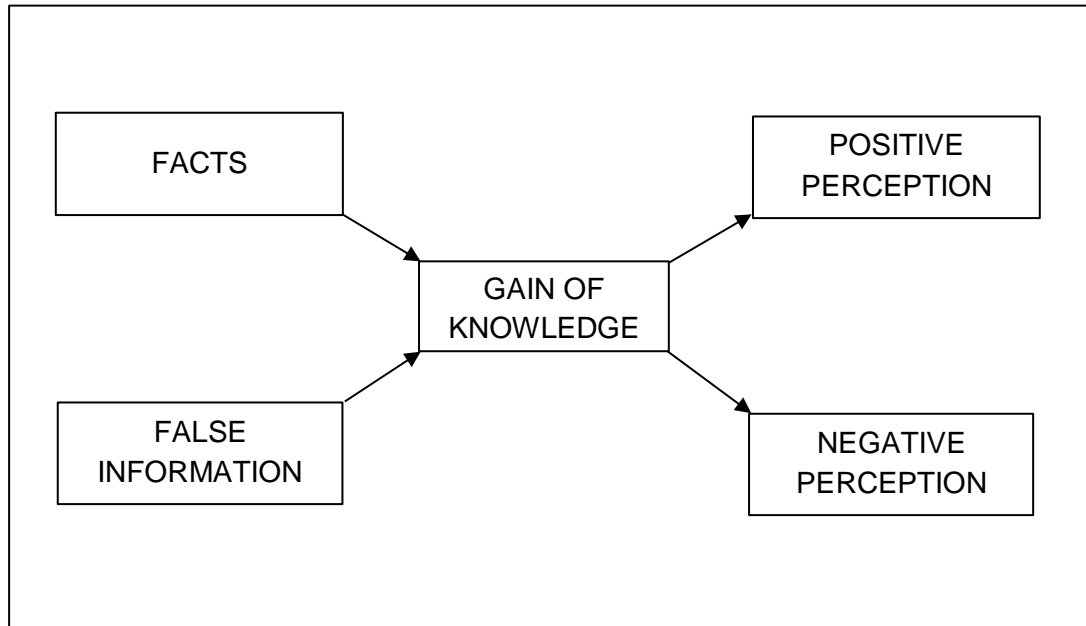 FACTS
FALSE
INFORMATION
GAIN OF
KNOWLEDGE
POSITIVE
PERCEPTION
NEGATIVE
PERCEPTION